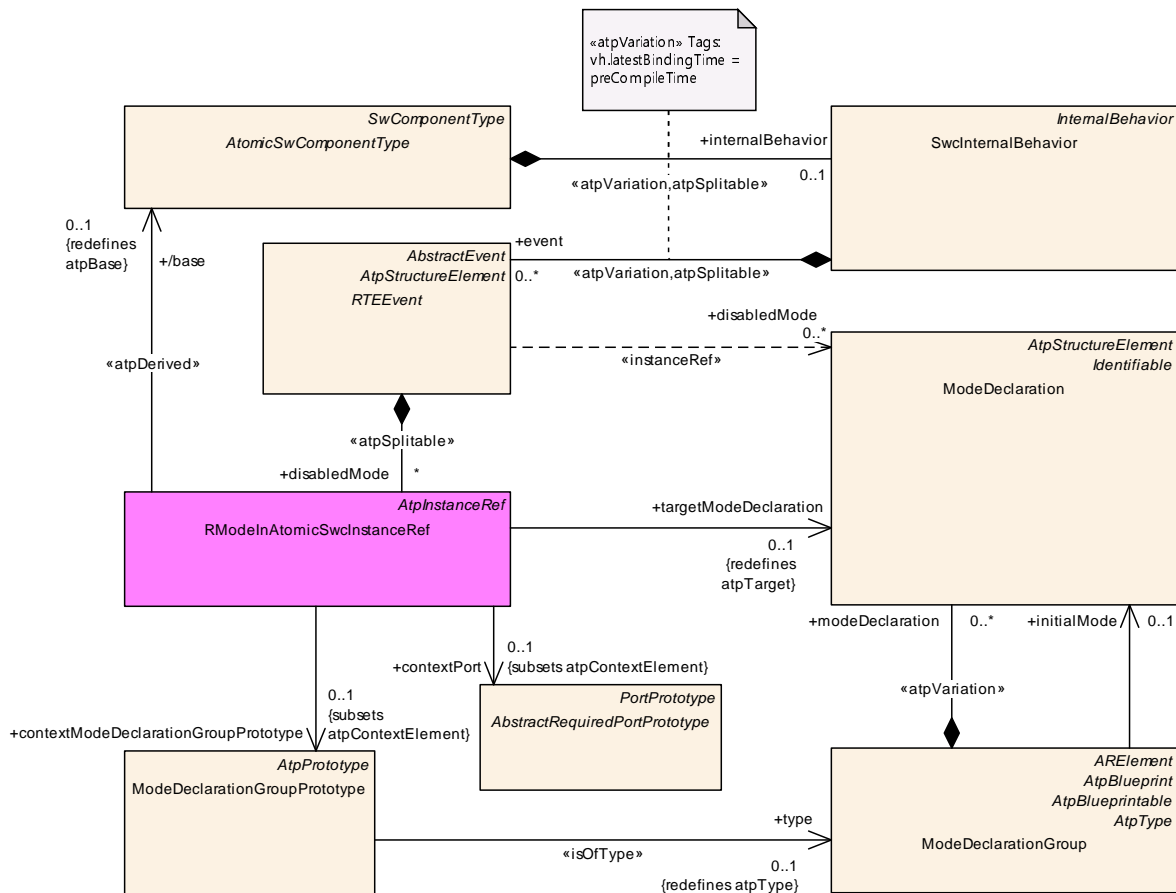 «atpVariation» Tags:
vh.latestBindingTime =
preCompileTime
SwComponentType
AtomicSwComponentType
InternalBehavior
SwcInternalBehavior
+internalBehavior
«atpVariation,atpSplitable»
0..1
0..1
{redefines
atpBase}
+/base
«atpDerived»
AbstractEvent
AtpStructureElement
RTEEvent
+event
0..*
«atpVariation,atpSplitable»
+disabledMode
0..*
«instanceRef»
AtpStructureElement
Identifiable
ModeDeclaration
«atpSplitable»
+disabledMode
*
AtpInstanceRef
RModeInAtomicSwcInstanceRef
+targetModeDeclaration
0..1
{redefines
atpTarget}
+modeDeclaration
0..*
+initialMode
0..1
«atpVariation»
+contextPort
0..1
{subsets atpContextElement}
PortPrototype
AbstractRequiredPortPrototype
0..1
{subsets
atpContextElement}
+contextModeDeclarationGroupPrototype
AtpPrototype
ModeDeclarationGroupPrototype
ARElement
AtpBlueprint
AtpBlueprintable
AtpType
ModeDeclarationGroup
+type
«isOfType»
0..1
{redefines atpType}